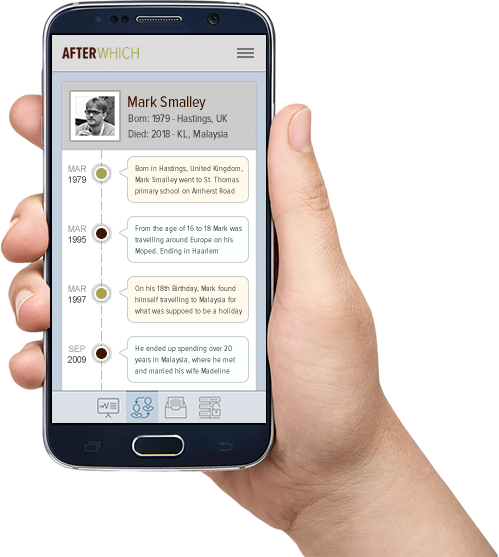 AFTERWHICH
Mark Smalley
Born: 1979 - Hastings, UK
Died: 2018 - KL, Malaysia
MAR
1979
Born in Hastings, United Kingdom,
Mark Smalley went to St. Thomas
primary school on Amherst Road
MAR
1995
From the age of 16 to 18 Mark was
travelling around Europe on his
Moped. Ending in Haarlem
MAR
1997
On his 18th Birthday, Mark found
himself travelling to Malaysia for
what was suppoed to be a holiday
SEP
2009
He ended up spending over 20
years in Malaysia, where he met
and married his wife Madeline